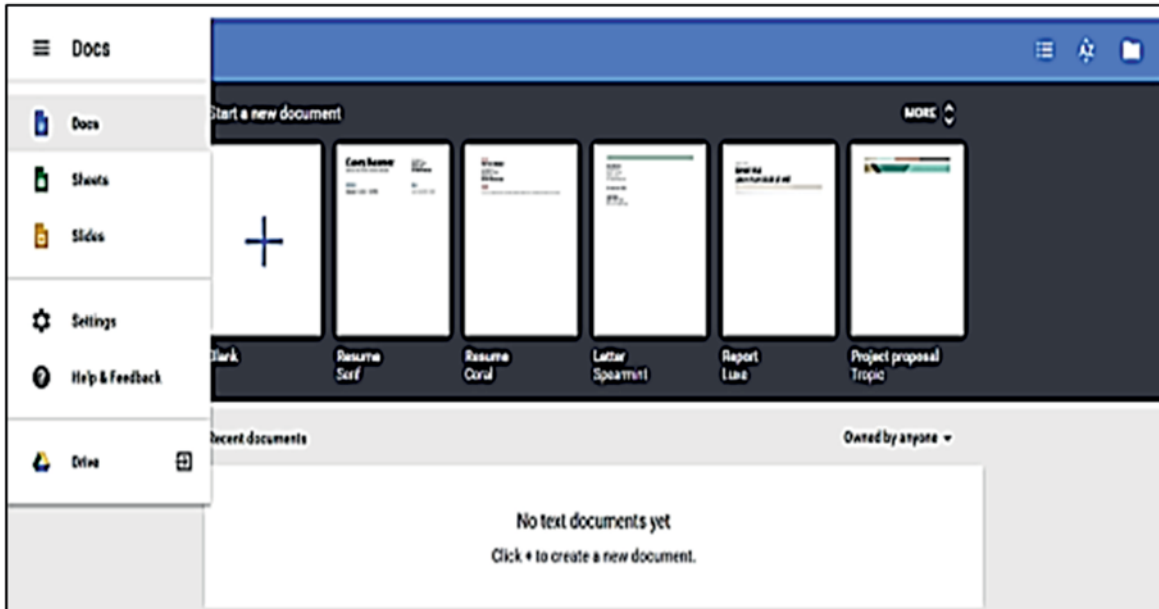 Docs
Docs
Sheets
Slides
Settings
Help & Feedback
Drive
Start a new document
MORE
Blank
Resume
Serif
Resume
Coral
Letter
Spearmint
Report
Luxe
Project proposal
Tropic
Recent documents
Owned by anyone
No text documents yet
Click + to create a new document.